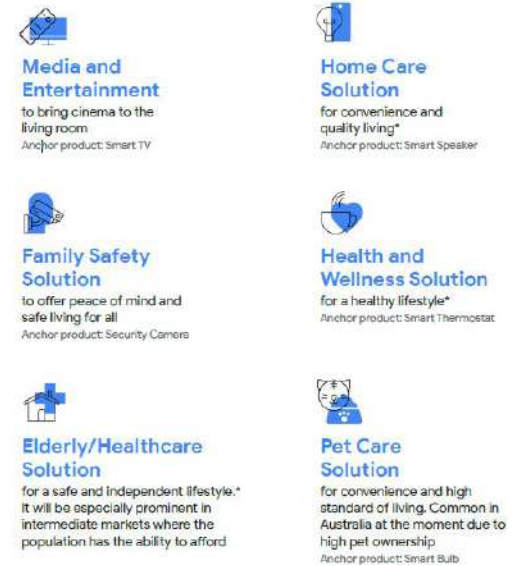 Media and
Entertainment
to bring cinema to the
living room
Anchor product: Smart TV
Home Care
Solution
for convenience and
quality living*
Anchor product: Smart Speaker
Family Safety
Solution
to offer peace of mind and
safe living for all
Anchor product: Security Camera
Health and
Wellness Solution
for a healthy lifestyle*
Anchor product: Smart Thermostat
Elderly/Healthcare
Solution
for a safe and independent lifestyle.*
It will be especially prominent in
intermediate markets where the
population has the ability to afford
Pet Care
Solution
for convenience and high
standard of living. Common in
Australia at the moment due to
high pet ownership
Anchor product: Smart Bulb